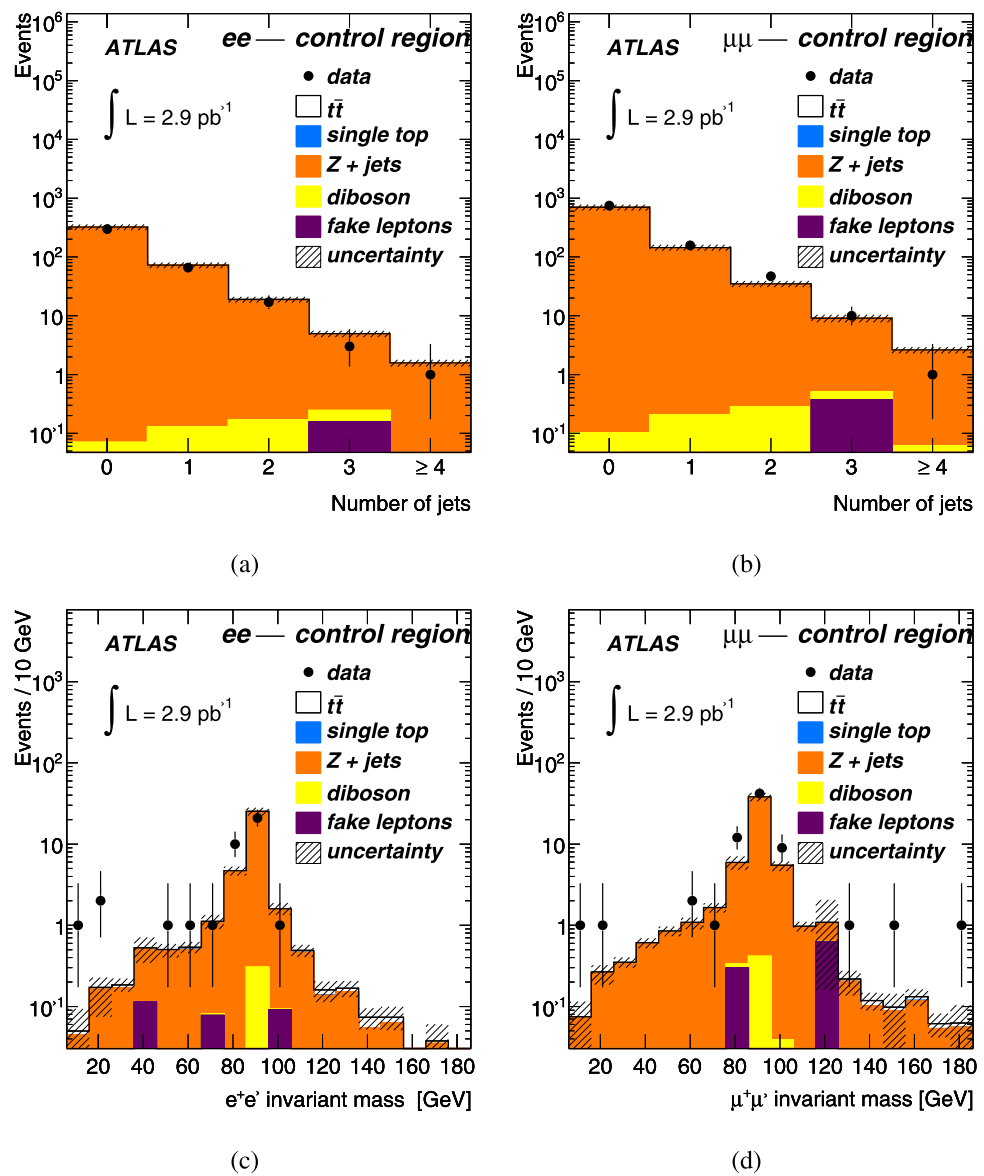 Events
10⁶
10⁵
10⁴
10³
10²
10
1
10⁻¹
ATLAS
ee — control region
∫ L = 2.9 pb⁻¹
data
tt̄
single top
Z + jets
diboson
fake leptons
uncertainty
0 1 2 3 ≥ 4
Number of jets
(a)
Events
10⁶
10⁵
10⁴
10³
10²
10
1
10⁻¹
ATLAS
μμ — control region
∫ L = 2.9 pb⁻¹
data
tt̄
single top
Z + jets
diboson
fake leptons
uncertainty
0 1 2 3 ≥ 4
Number of jets
(b)
Events / 10 GeV
10³
10²
10
1
10⁻¹
ATLAS
ee — control region
∫ L = 2.9 pb⁻¹
data
tt̄
single top
Z + jets
diboson
fake leptons
uncertainty
20 40 60 80 100 120 140 160 180
e⁺e⁻ invariant mass [GeV]
(c)
Events / 10 GeV
10³
10²
10
1
10⁻¹
ATLAS
μμ — control region
∫ L = 2.9 pb⁻¹
data
tt̄
single top
Z + jets
diboson
fake leptons
uncertainty
20 40 60 80 100 120 140 160 180
μ⁺μ⁻ invariant mass [GeV]
(d)